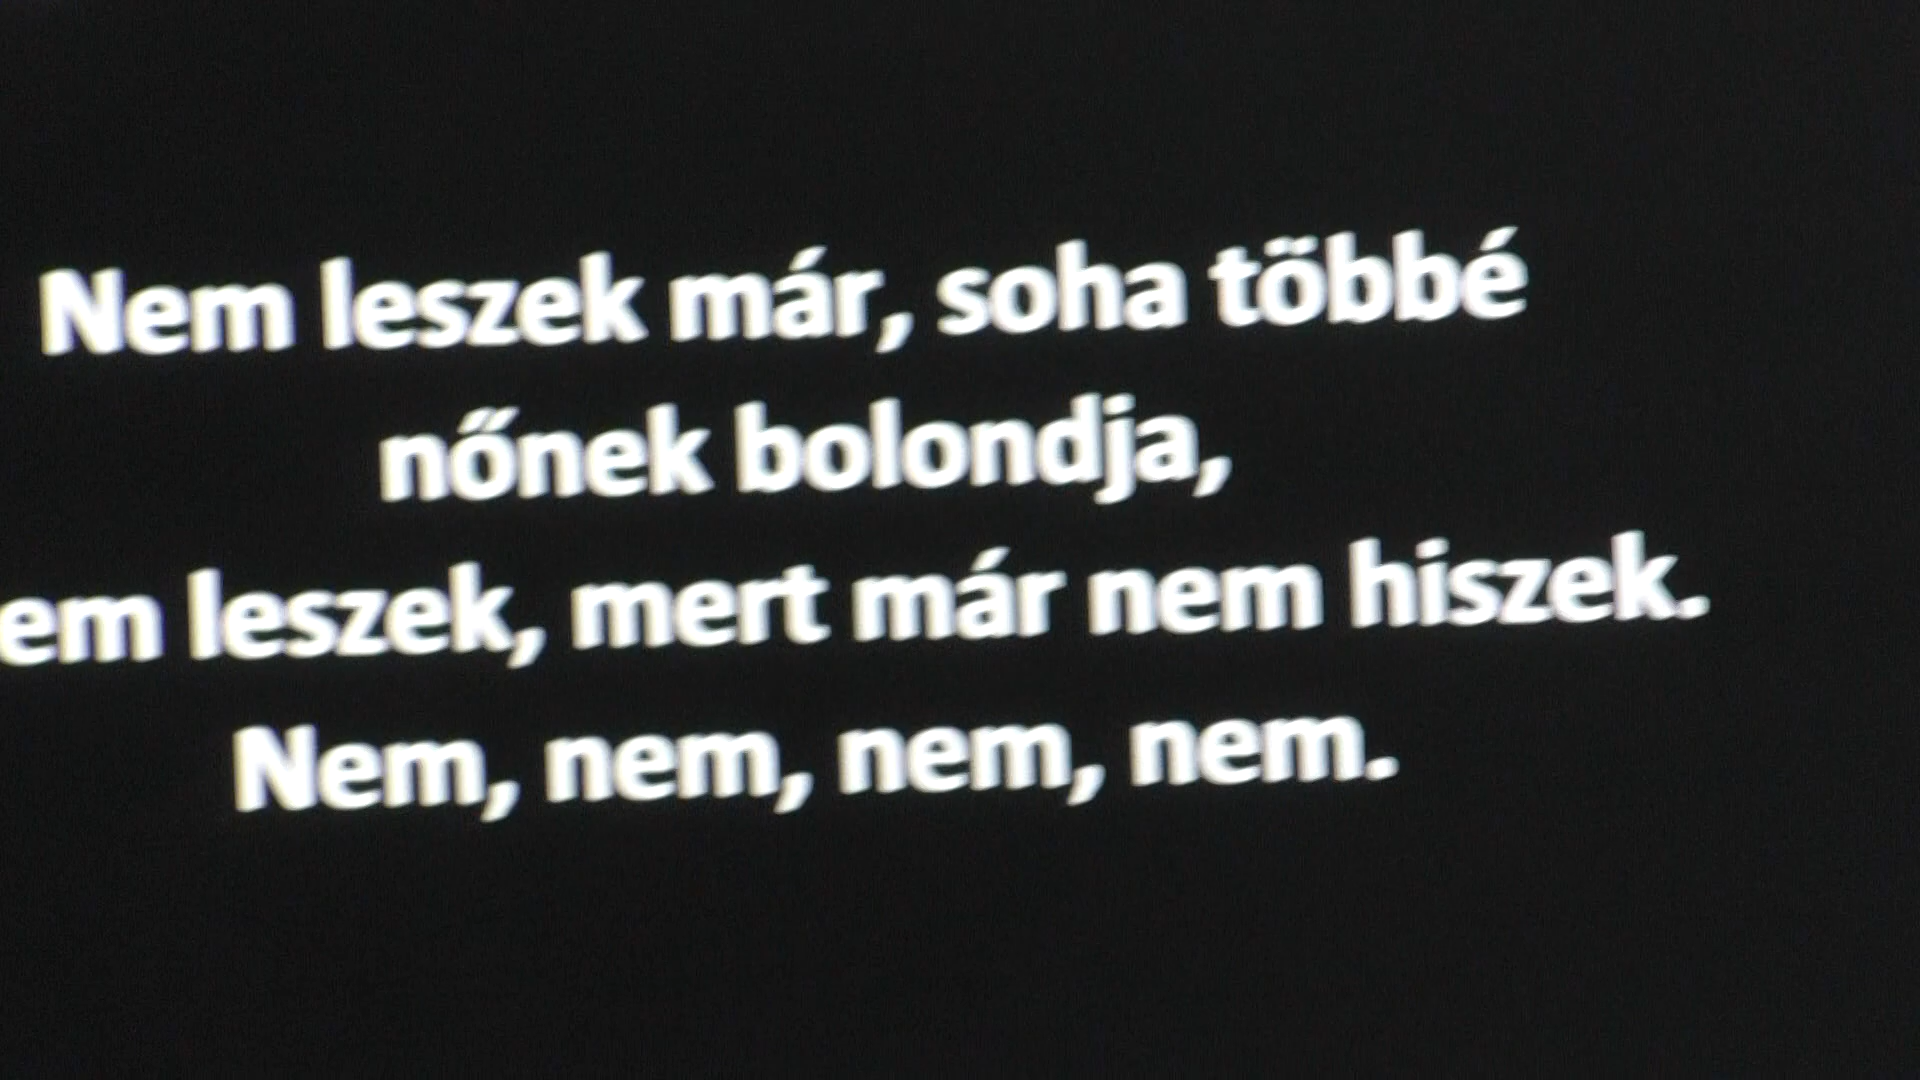 Nem leszek már, soha többé
nőnek bolondja,
em leszek, mert már nem hiszek.
Nem, nem, nem, nem.